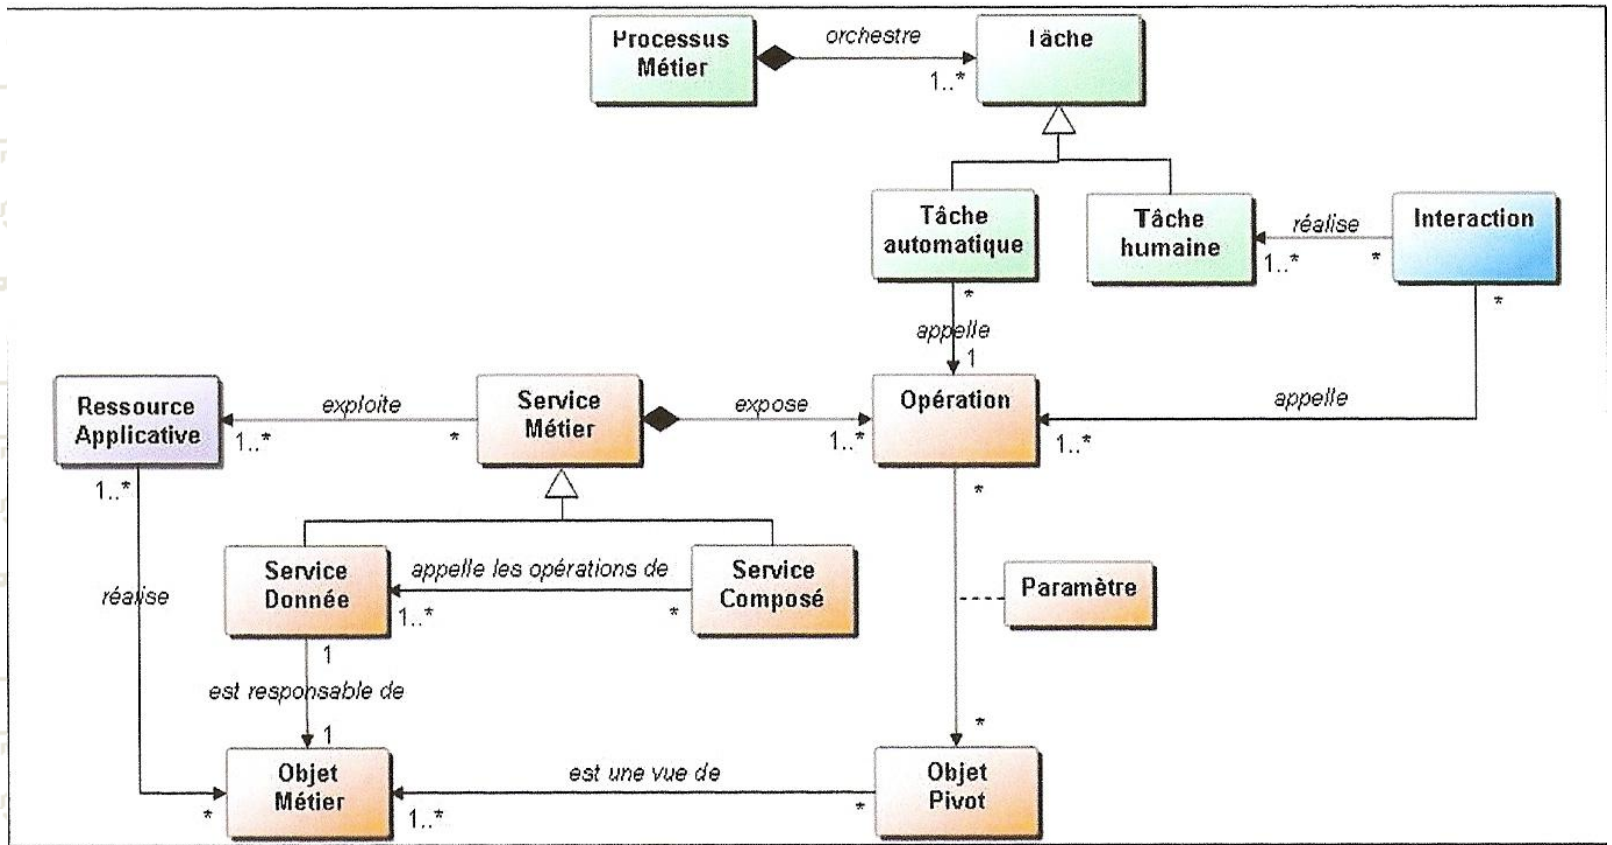 Processus
Métier
orchestre
1..*
Tâche
Tâche
automatique
Tâche
humaine
réalise
1..*
*
Interaction
*
*
appelle
1
Ressource
Applicative
exploite
1..*
*
Service
Métier
expose
1..*
Opération
appelle
1..*
1..*
*
réalise
Service
Donnée
appelle les opérations de
1..*
*
Service
Composé
Paramètre
1
est responsable de
1
*
Objet
Métier
*
est une vue de
1..*
*
Objet
Pivot